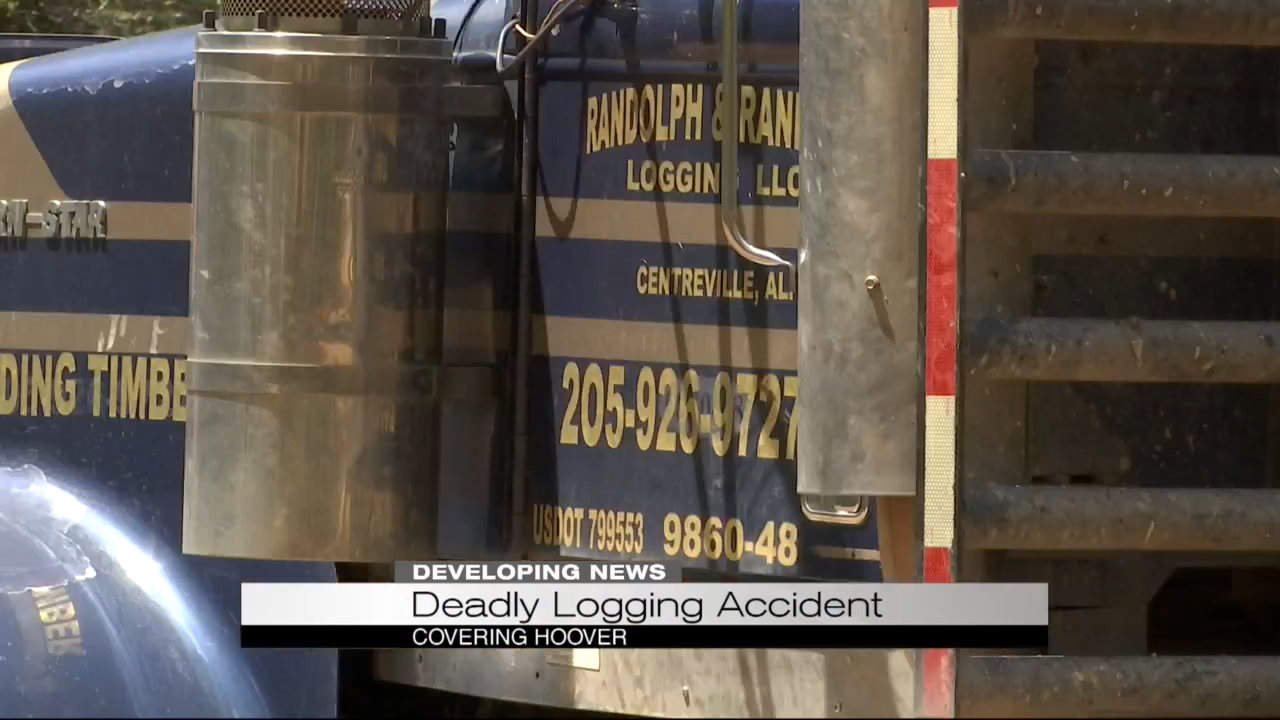 RANDOLPH &
LOGGIN LLC
CENTREVILLE, AL.
-STAR
DING TIMBE
205-926-9727
USDOT 799553 9860-48
DEVELOPING NEWS
Deadly Logging Accident
COVERING HOOVER